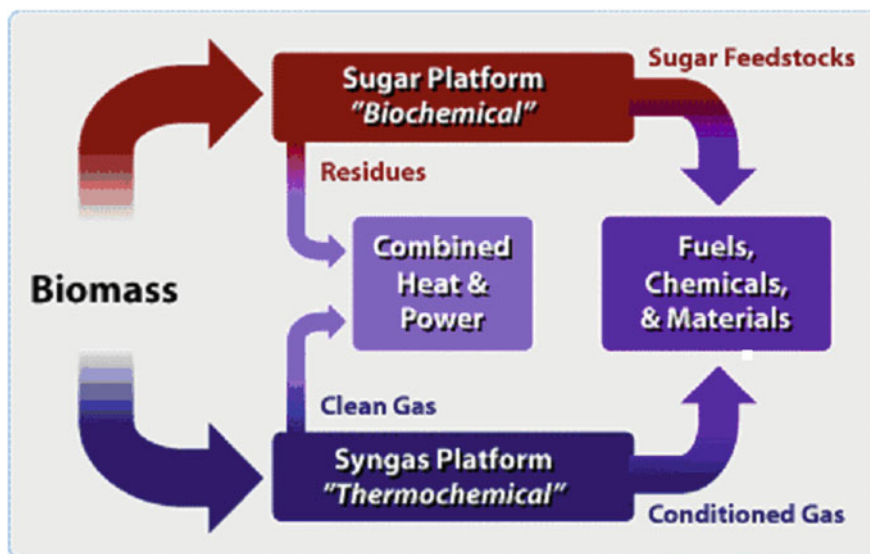 Sugar Platform
"Biochemical"
Sugar Feedstocks
Residues
Biomass
Combined
Heat &
Power
Fuels,
Chemicals,
& Materials
Clean Gas
Syngas Platform
"Thermochemical"
Conditioned Gas